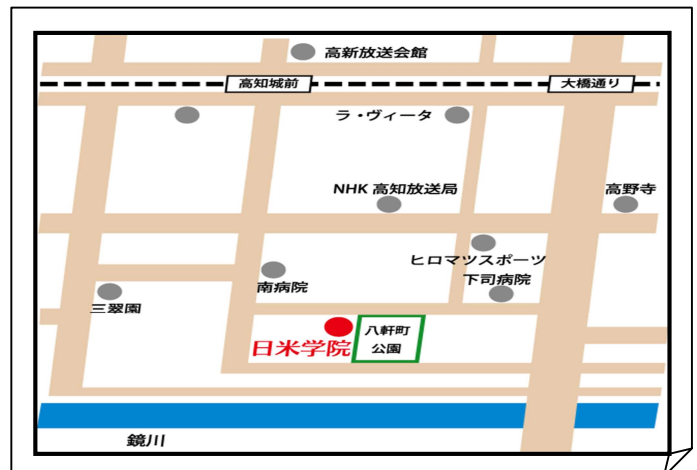 高新放送会館
高知城前
大橋通り
ラ・ヴィータ
NHK 高知放送局
高野寺
ヒロマツスポーツ
下司病院
南病院
三翠園
八軒町
公園
日米学院
鏡川